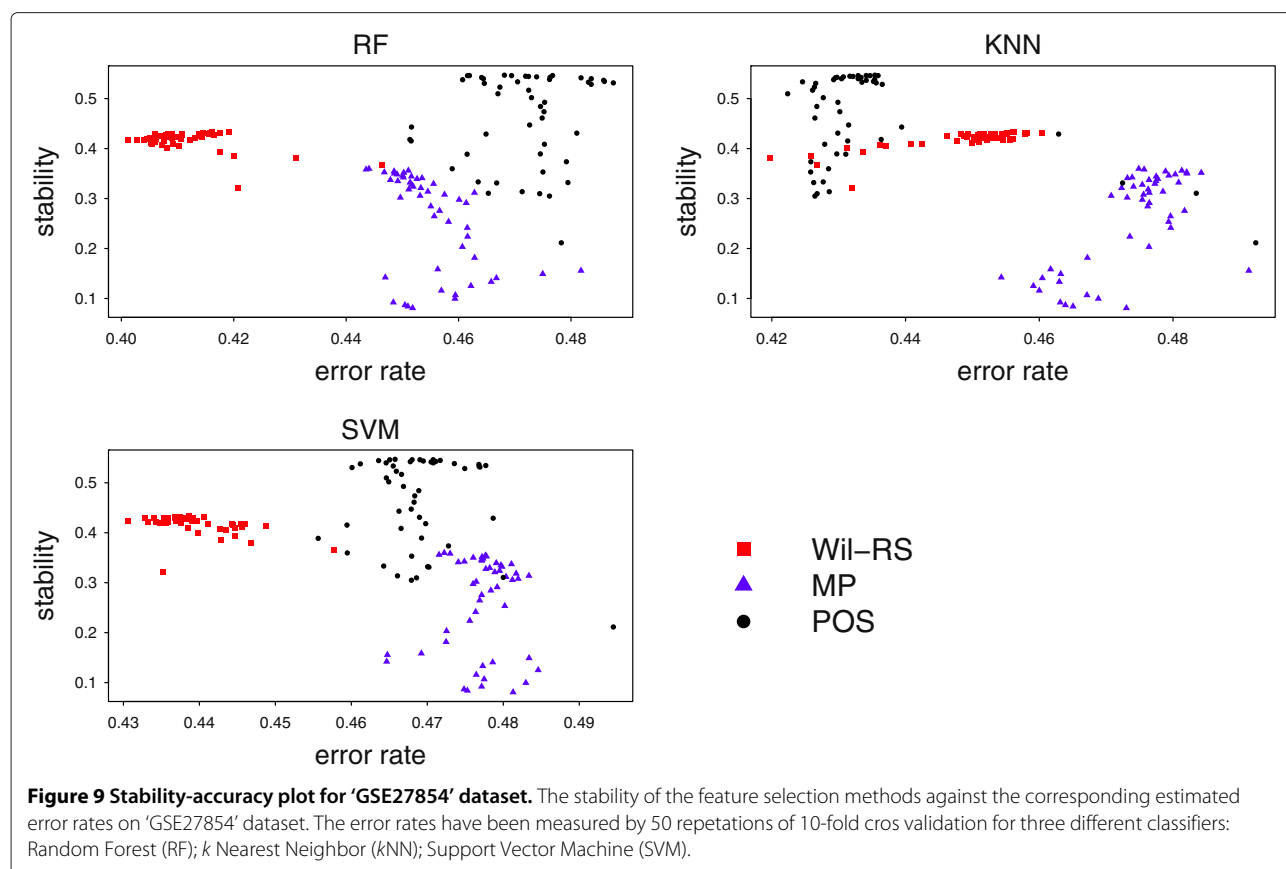 RF
stability
0.5
0.4
0.3
0.2
0.1
0.40 0.42 0.44 0.46 0.48
error rate
KNN
stability
0.5
0.4
0.3
0.2
0.1
0.42 0.44 0.46 0.48
error rate
SVM
stability
0.5
0.4
0.3
0.2
0.1
0.43 0.44 0.45 0.46 0.47 0.48 0.49
error rate
Wil−RS
MP
POS
Figure 9 Stability-accuracy plot for ‘GSE27854’ dataset. The stability of the feature selection methods against the corresponding estimated
error rates on ‘GSE27854’ dataset. The error rates have been measured by 50 repetations of 10-fold cros validation for three different classifiers:
Random Forest (RF); k Nearest Neighbor (kNN); Support Vector Machine (SVM).